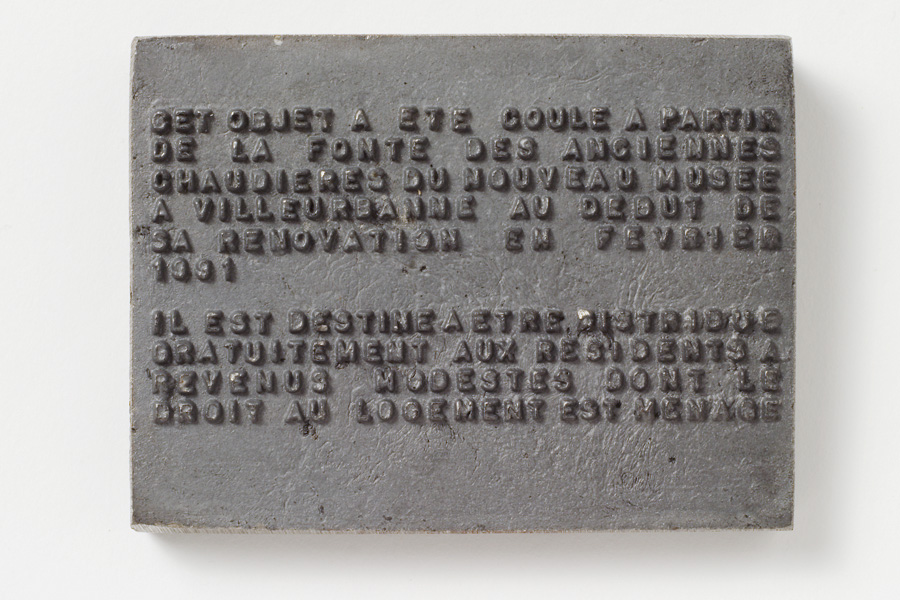 CET OBJET A ETE COULE A PARTIR
DE LA FONTE DES ANCIENNES
CHAUDIERES DU NOUVEAU MUSEE
A VILLEURBANNE AU DEBUT DE
SA RENOVATION EN FEVRIER
1991
IL EST DESTINE A ETRE DISTRIBUE
GRATUITEMENT AUX RESIDENTS A
REVENUS MODESTES DONT LE
DROIT AU LOGEMENT EST MENACE